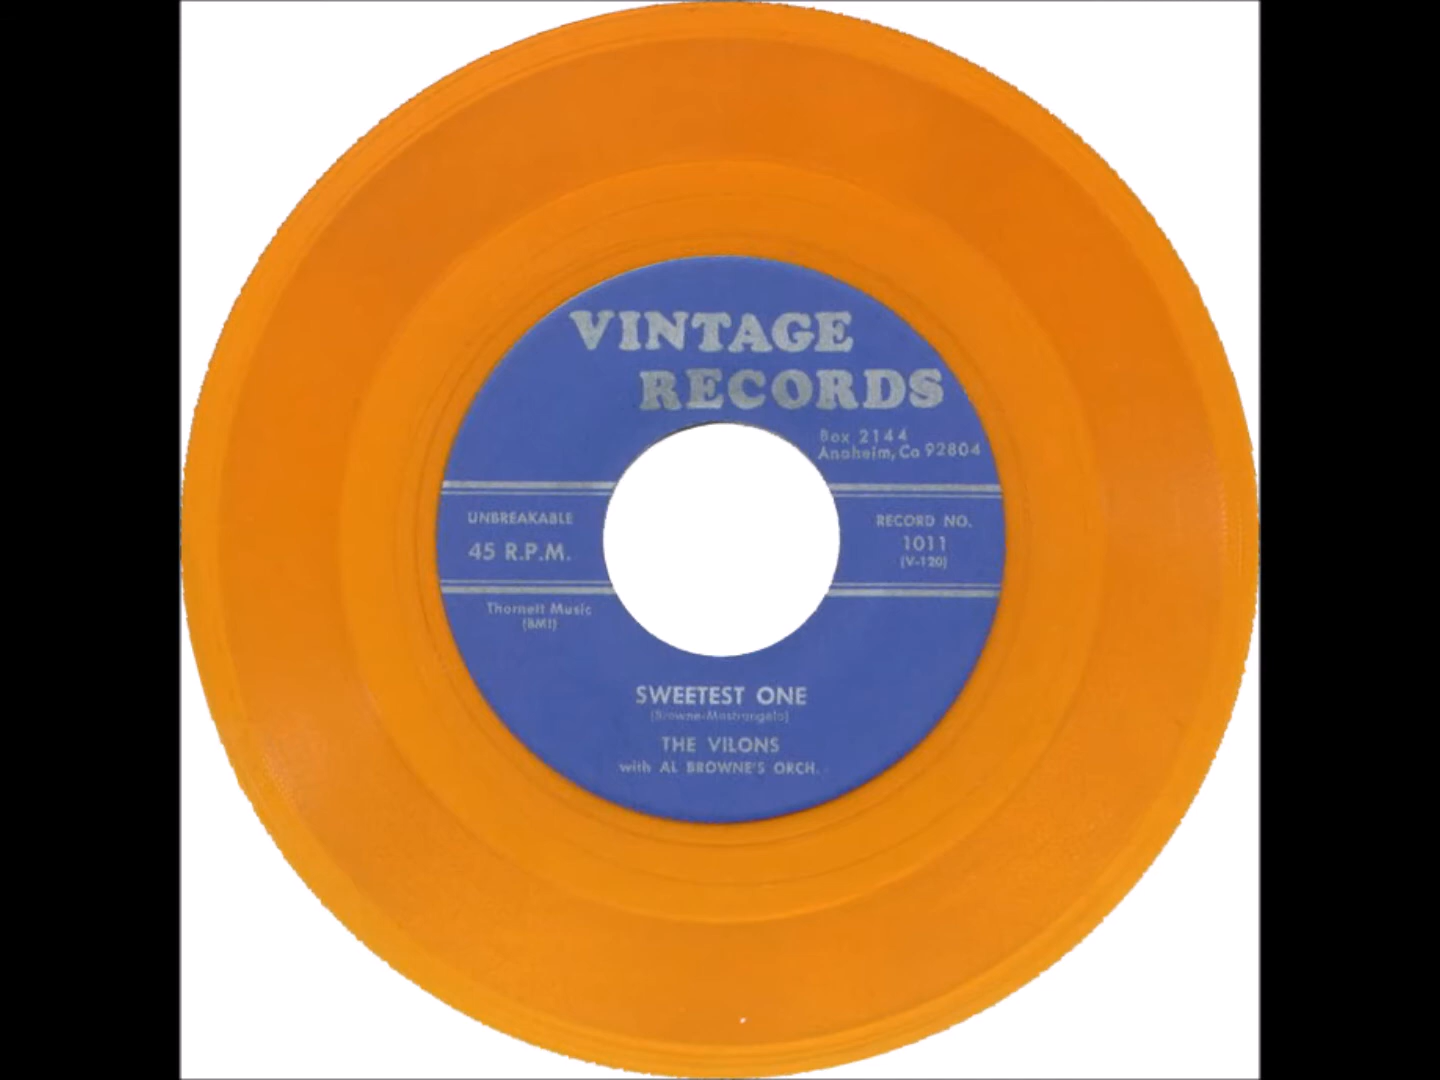 VINTAGE
RECORDS
Box 2144
Anaheim, Ca 92804
UNBREAKABLE
45 R.P.M.
RECORD NO.
1011
(V-120)
Thornett Music
(BMI)
SWEETEST ONE
(Browne-Mastrangelo)
THE VILONS
with AL BROWNE'S ORCH.